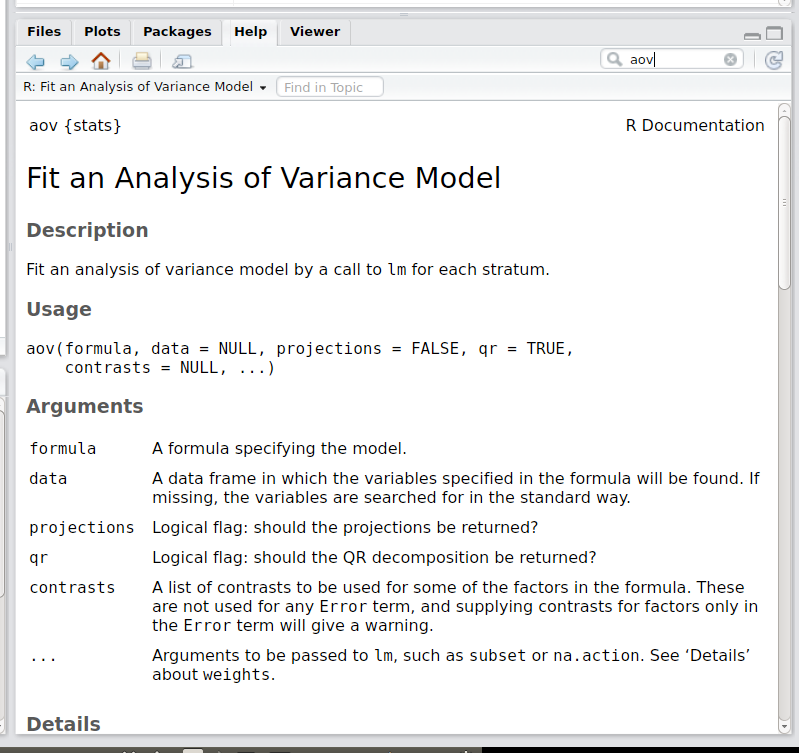 Files Plots Packages Help Viewer
aov
R: Fit an Analysis of Variance Model Find in Topic
aov {stats} R Documentation
Fit an Analysis of Variance Model
Description
Fit an analysis of variance model by a call to lm for each stratum.
Usage
aov(formula, data = NULL, projections = FALSE, qr = TRUE,
contrasts = NULL, ...)
Arguments
formula A formula specifying the model.
data A data frame in which the variables specified in the formula will be found. If
missing, the variables are searched for in the standard way.
projections Logical flag: should the projections be returned?
qr Logical flag: should the QR decomposition be returned?
contrasts A list of contrasts to be used for some of the factors in the formula. These
are not used for any Error term, and supplying contrasts for factors only in
the Error term will give a warning.
... Arguments to be passed to lm, such as subset or na.action. See ‘Details’
about weights.
Details